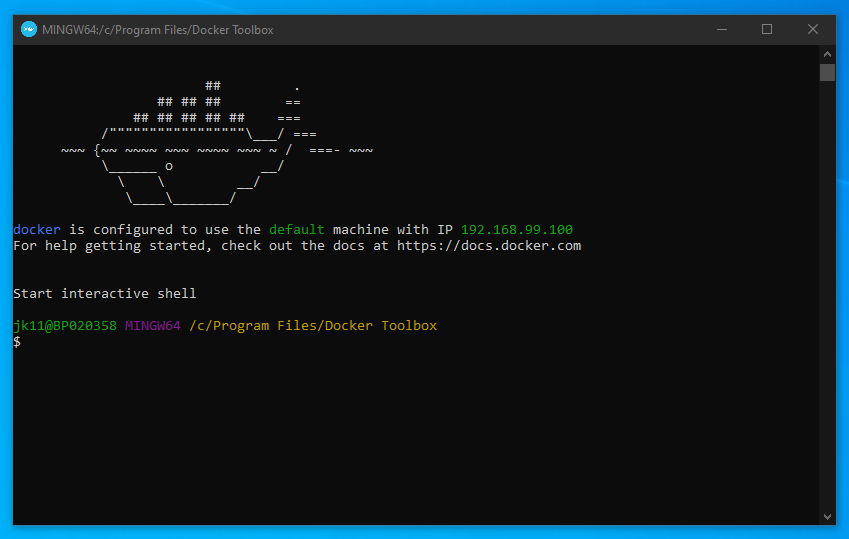 MINGW64:/c/Program Files/Docker Toolbox
                        ##         .
                  ## ## ##        ==
               ## ## ## ## ##    ===
           /"""""""""""""""""\___/ ===
      ~~~ {~~ ~~~~ ~~~ ~~~~ ~~~ ~ /  ===- ~~~
           \______ o           __/
             \    \         __/
              \____\_______/
docker is configured to use the default machine with IP 192.168.99.100
For help getting started, check out the docs at https://docs.docker.com
Start interactive shell
jk11@BP020358 MINGW64 /c/Program Files/Docker Toolbox
$